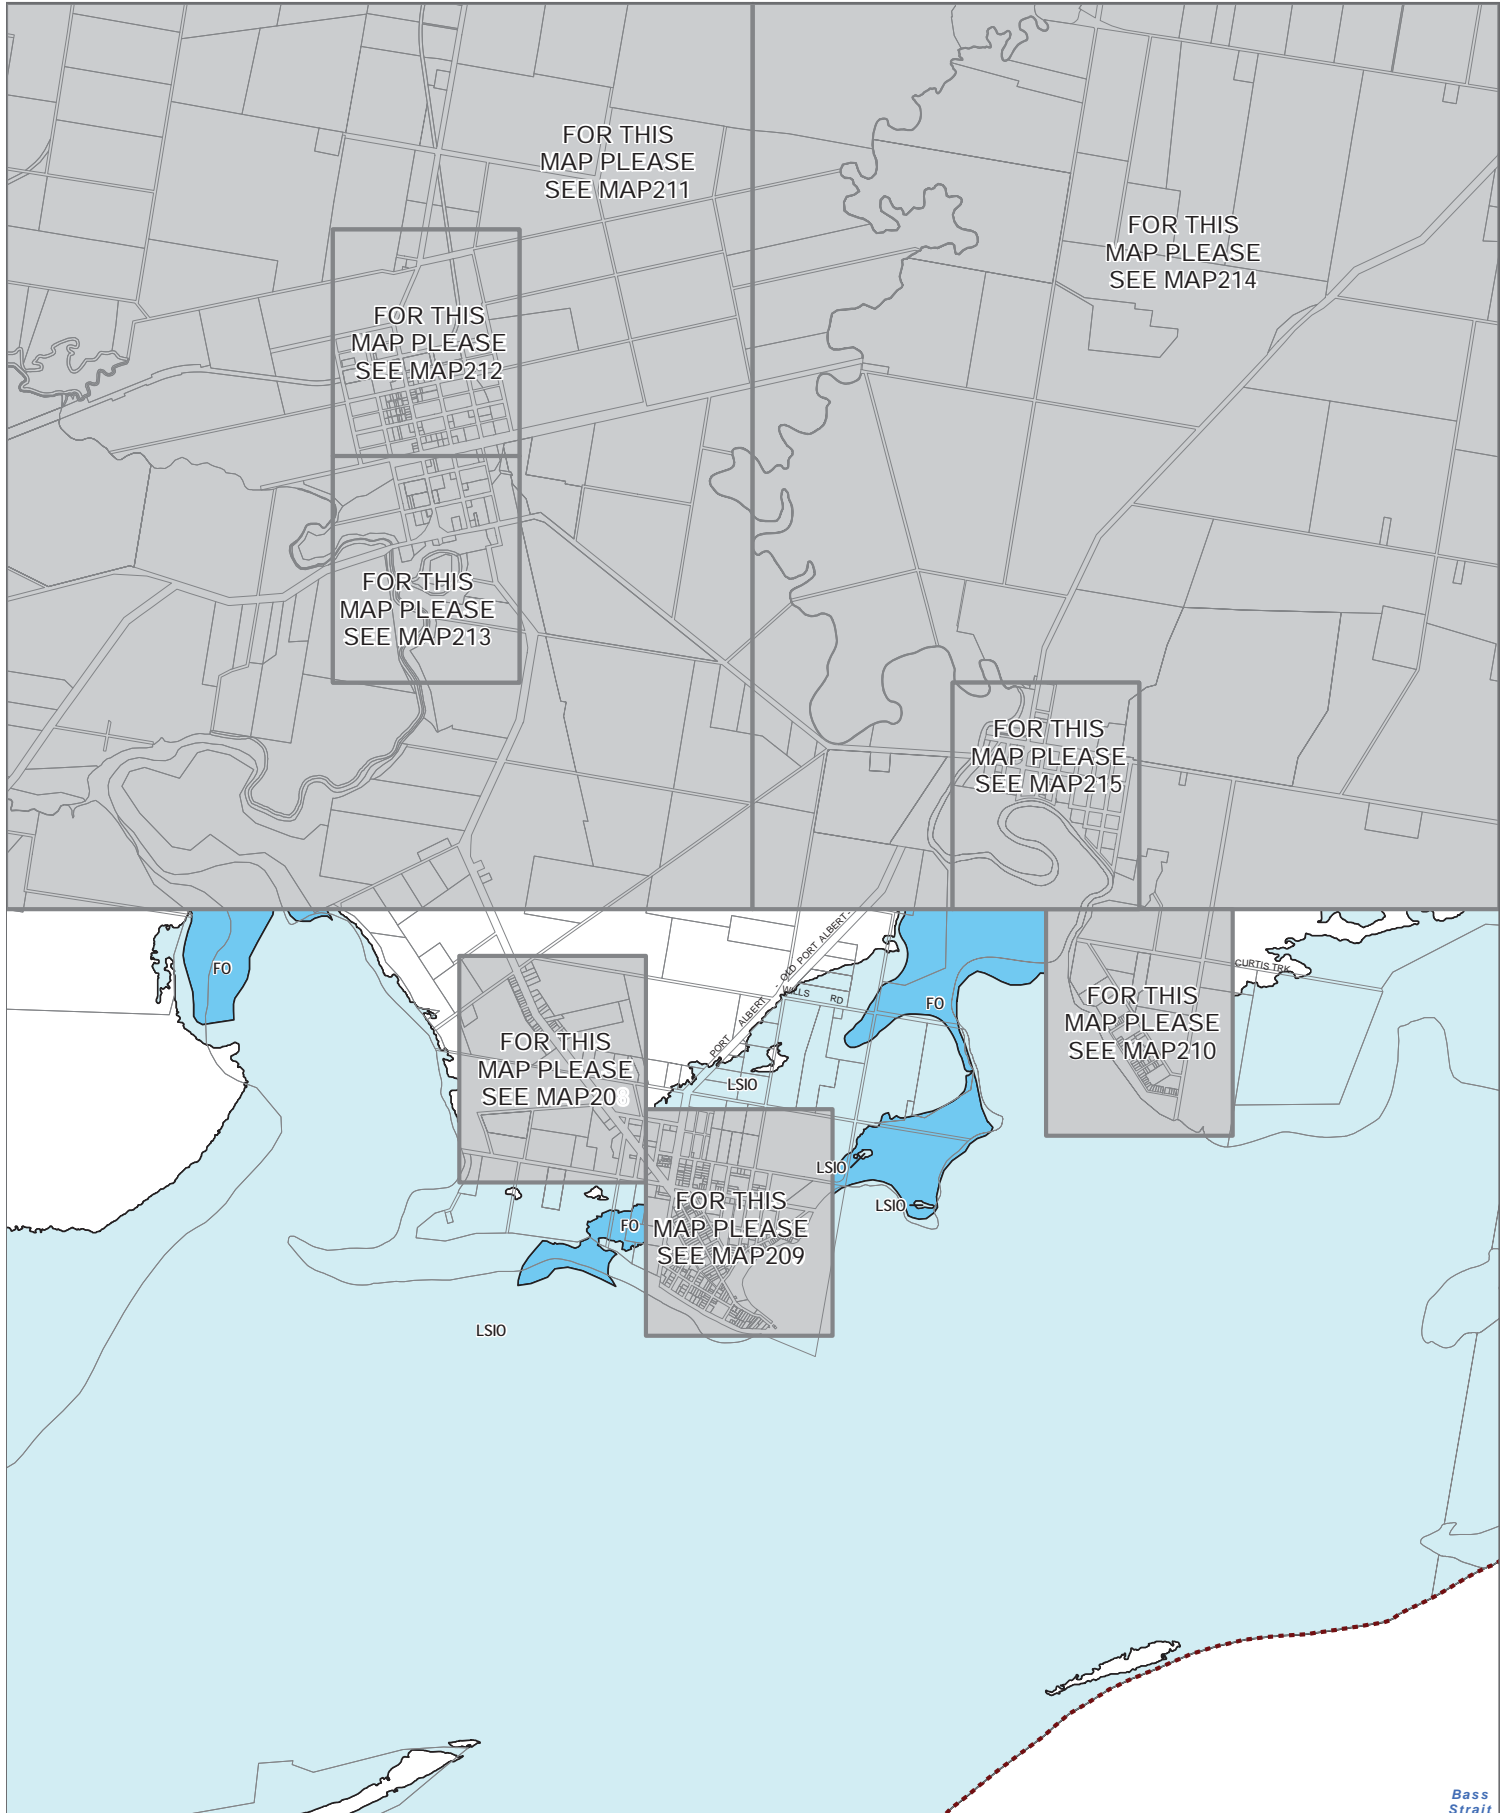 FOR THIS
MAP PLEASE
SEE MAP211
FOR THIS
MAP PLEASE
SEE MAP214
FOR THIS
MAP PLEASE
SEE MAP212
FOR THIS
MAP PLEASE
SEE MAP213
FOR THIS
MAP PLEASE
SEE MAP215
FO
PORT ALBERT - OLD PORT ALBERT
WILLS RD
FO
CURTIS TRK
FOR THIS
MAP PLEASE
SEE MAP210
FOR THIS
MAP PLEASE
SEE MAP208
LSIO
LSIO
LSIO
FO
FOR THIS
MAP PLEASE
SEE MAP209
LSIO
Bass
Strait